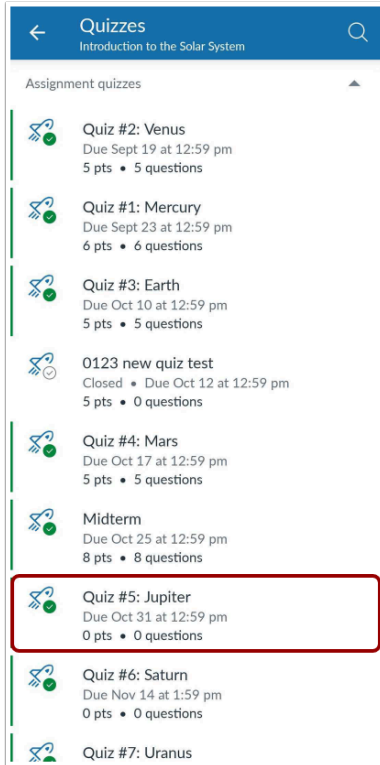 Quizzes
Introduction to the Solar System
Assignment quizzes
Quiz #2: Venus
Due Sept 19 at 12:59 pm
5 pts • 5 questions
Quiz #1: Mercury
Due Sept 23 at 12:59 pm
6 pts • 6 questions
Quiz #3: Earth
Due Oct 10 at 12:59 pm
5 pts • 5 questions
0123 new quiz test
Closed • Due Oct 12 at 12:59 pm
5 pts • 0 questions
Quiz #4: Mars
Due Oct 17 at 12:59 pm
5 pts • 5 questions
Midterm
Due Oct 25 at 12:59 pm
8 pts • 8 questions
Quiz #5: Jupiter
Due Oct 31 at 12:59 pm
0 pts • 0 questions
Quiz #6: Saturn
Due Nov 14 at 1:59 pm
0 pts • 0 questions
Quiz #7: Uranus